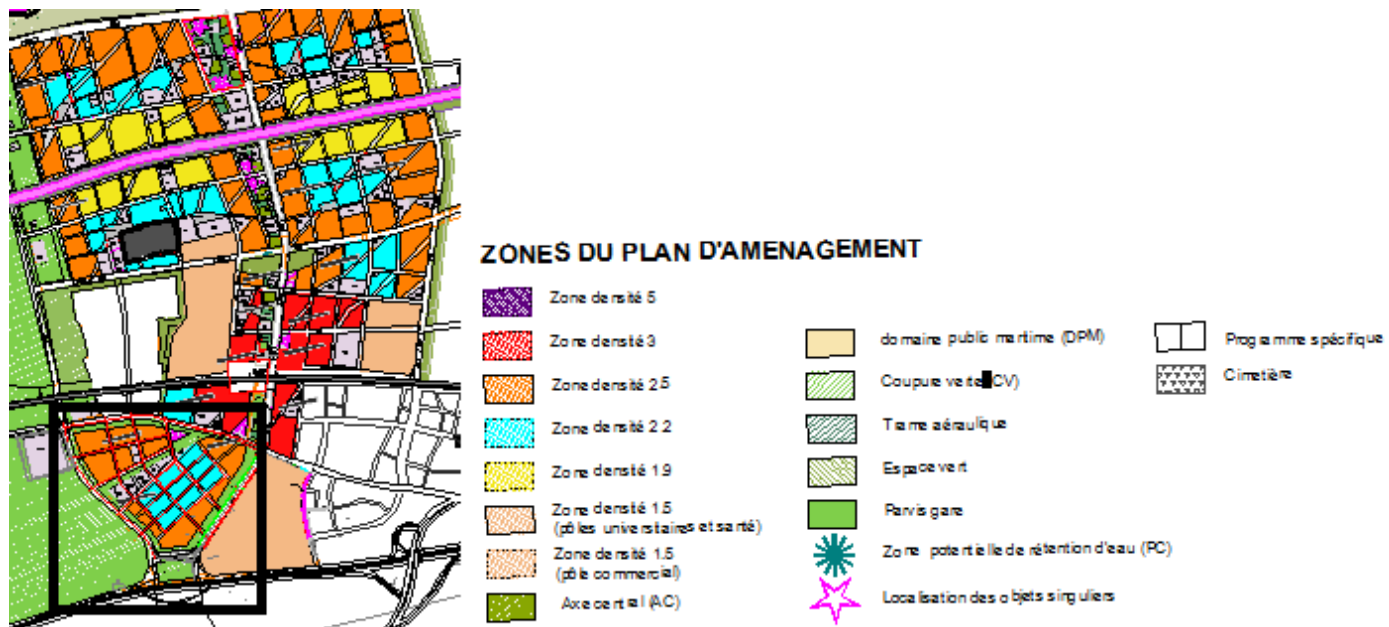 ZONES DU PLAN D'AMENAGEMENT
Zone densité 5
Zone densité 3
Zone densité 2.5
Zone densité 2.2
Zone densité 1.9
Zone densité 1.5
(pôles universitaires et santé)
Zone densité 1.5
(pôle commercial)
Axe central (AC)
domaine public martime (DPM)
Coupure verte (CV)
Trame aéraulique
Espace vert
Parvis gare
Zone potentielle de rétention d'eau (PC)
Localisation des objets singuliers
Programme spécifique
Cimetière